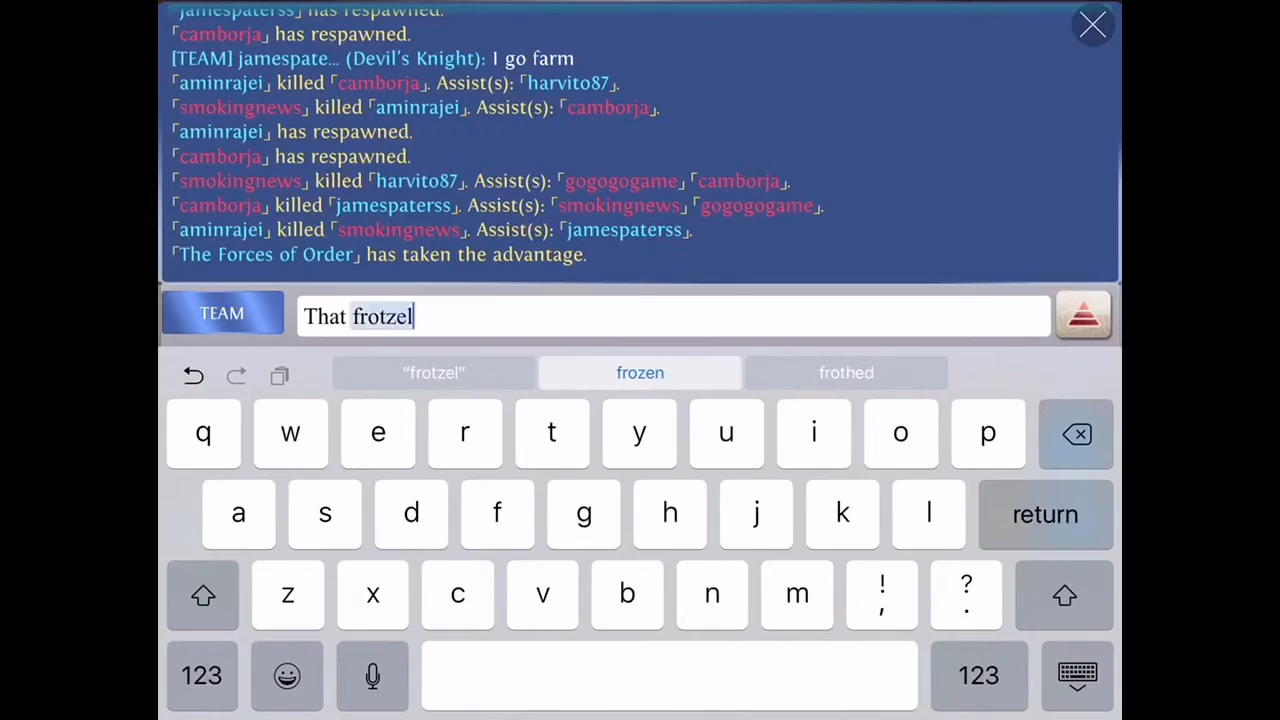 「jamespaterss」 has respawned.
「camborja」 has respawned.
[TEAM] jamespate... (Devil's Knight): I go farm
「aminrajei」 killed 「camborja」. Assist(s): 「harvito87」.
「smokingnews」 killed 「aminrajei」. Assist(s): 「camborja」.
「aminrajei」 has respawned.
「camborja」 has respawned.
「smokingnews」 killed 「harvito87」. Assist(s): 「gogogogame」 「camborja」.
「camborja」 killed 「jamespaterss」. Assist(s): 「smokingnews」 「gogogogame」.
「aminrajei」 killed 「smokingnews」. Assist(s): 「jamespaterss」.
「The Forces of Order」 has taken the advantage.
TEAM That frotzel
"frotzel" frozen frothed
q w e r t y u i o p
a s d f g h j k l return
z x c v b n m ! , ? .
123 123